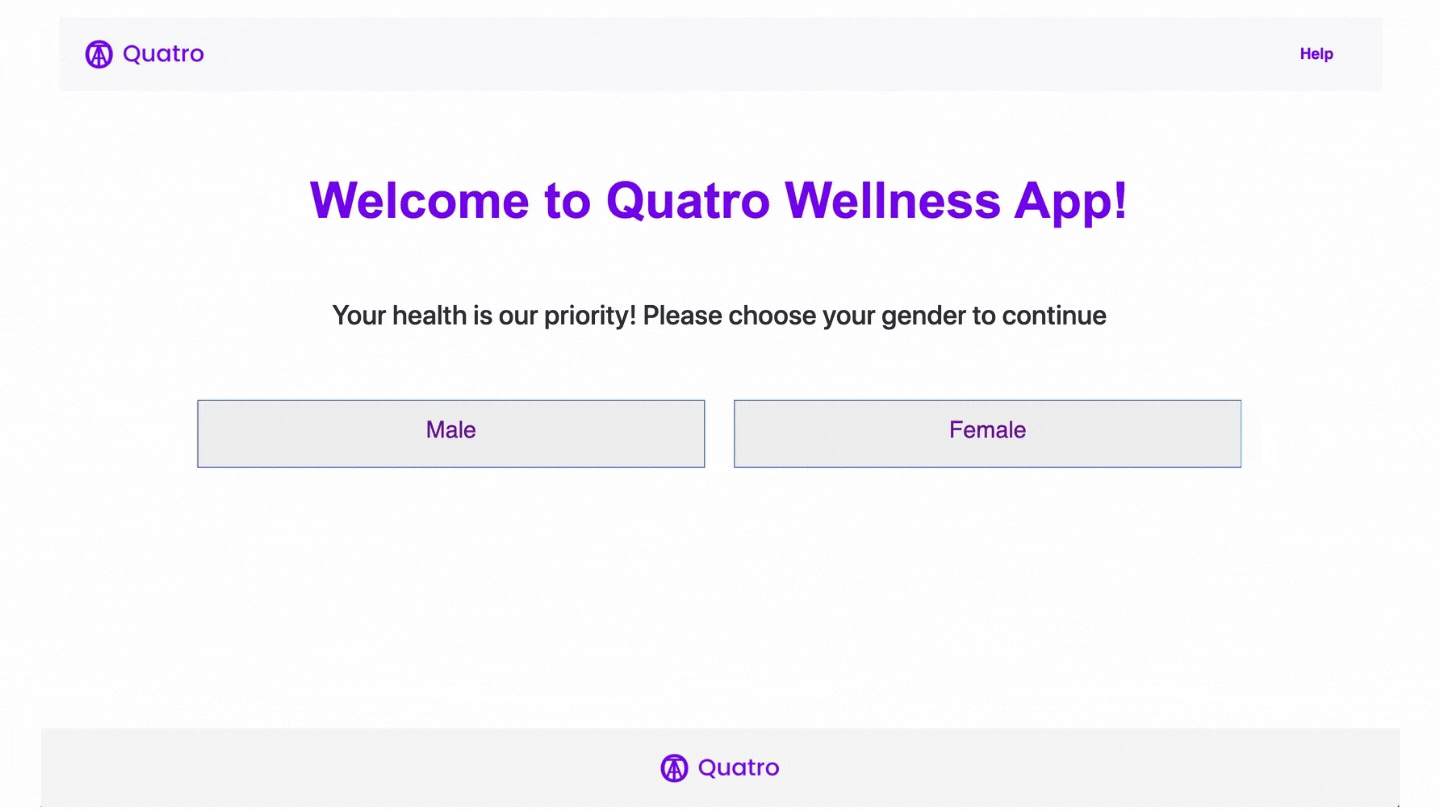 Quatro
Help
Welcome to Quatro Wellness App!
Your health is our priority! Please choose your gender to continue
Male
Female
Quatro